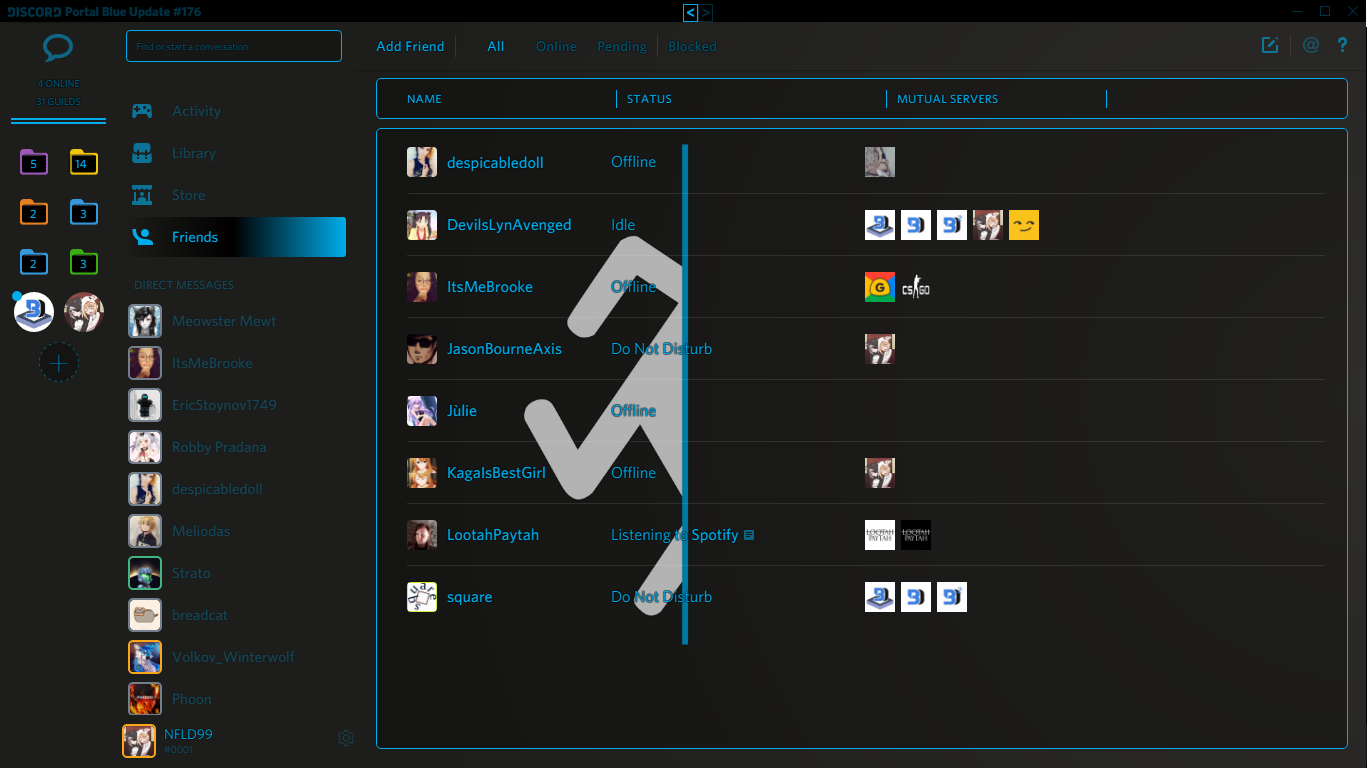 DISCORD Portal Blue Update #176
< >
Find or start a conversation
Add Friend All Online Pending Blocked @ ?
4 ONLINE
31 GUILDS
NAME STATUS MUTUAL SERVERS
Activity
Library
Store
Friends
5 14
2 3
2 3
DIRECT MESSAGES
Meowster Mewt
ItsMeBrooke
EricStoynov1749
Robby Pradana
despicabledoll
Meliodas
Strato
breadcat
Volkov_Winterwolf
Phoon
NFLD99
#0001
despicabledoll Offline
DevilsLynAvenged Idle
ItsMeBrooke Offline G CS GO
JasonBourneAxis Do Not Disturb
Jùlie Offline
KagaIsBestGirl Offline
LootahPaytah Listening to Spotify LOOTAH PAYTAH LOOTAH PAYTAH
square Do Not Disturb